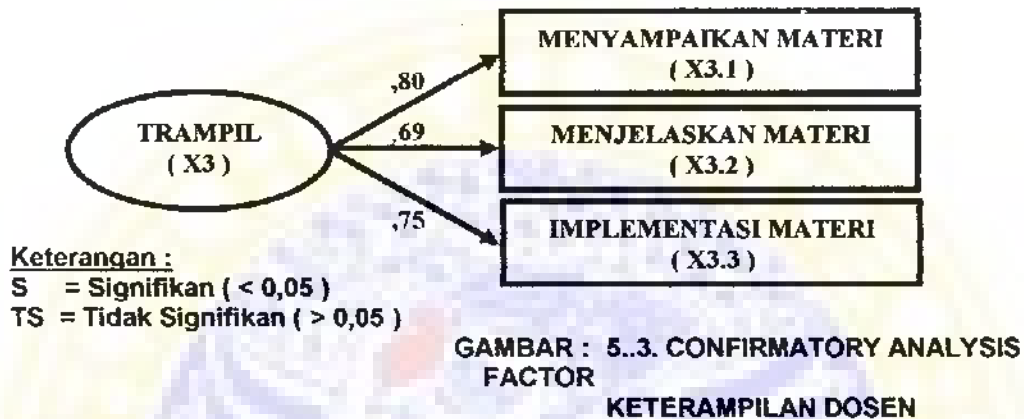 MENYAMPAIKAN MATERI
( X3.1 )
,80
TRAMPIL
( X3 )
,69
MENJELASKAN MATERI
( X3.2 )
,75
IMPLEMENTASI MATERI
( X3.3 )
Keterangan :
S = Signifikan ( < 0,05 )
TS = Tidak Signifikan ( > 0,05 )
GAMBAR : 5..3. CONFIRMATORY ANALYSIS
FACTOR
KETERAMPILAN DOSEN